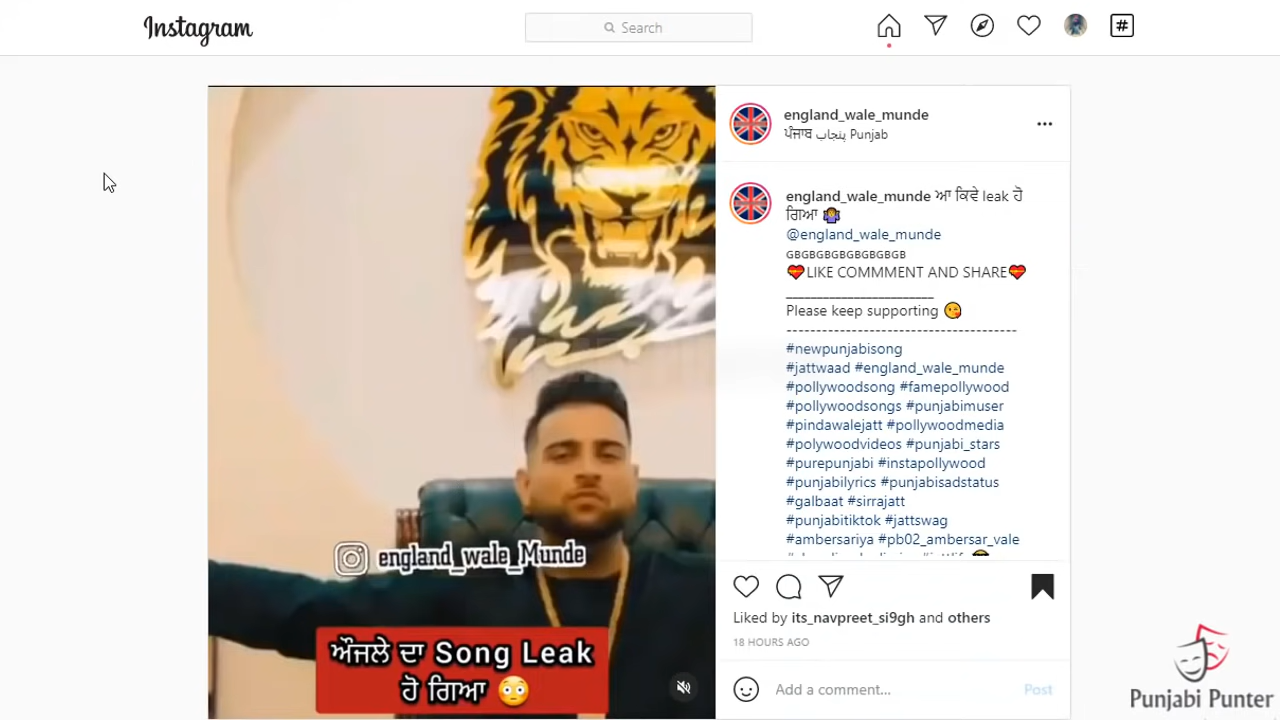 Instagram
Search
england_wale_munde
ਪੰਜਾਬ پنجاب Punjab
england_wale_munde ਆ ਕਿਵੇ leak ਹੋ
ਗਿਆ 🤷‍♀️
@england_wale_munde
GBGBGBGBGBGBGBGB
💝LIKE COMMMENT AND SHARE💝
________________________
Please keep supporting 😘
--------------------------------------
#newpunjabisong
#jattwaad #england_wale_munde
#pollywoodsong #famepollywood
#pollywoodsongs #punjabimuser
#pindawalejatt #pollywoodmedia
#polywoodvideos #punjabi_stars
#purepunjabi #instapollywood
#punjabilyrics #punjabisadstatus
#galbaat #sirrajatt
#punjabitiktok #jattswag
#ambersariya #pb02_ambersar_vale
Liked by its_navpreet_si9gh and others
18 HOURS AGO
Add a comment...
Post
england_wale_Munde
ਔਜਲੇ ਦਾ Song Leak
ਹੋ ਗਿਆ 😳
Punjabi Punter